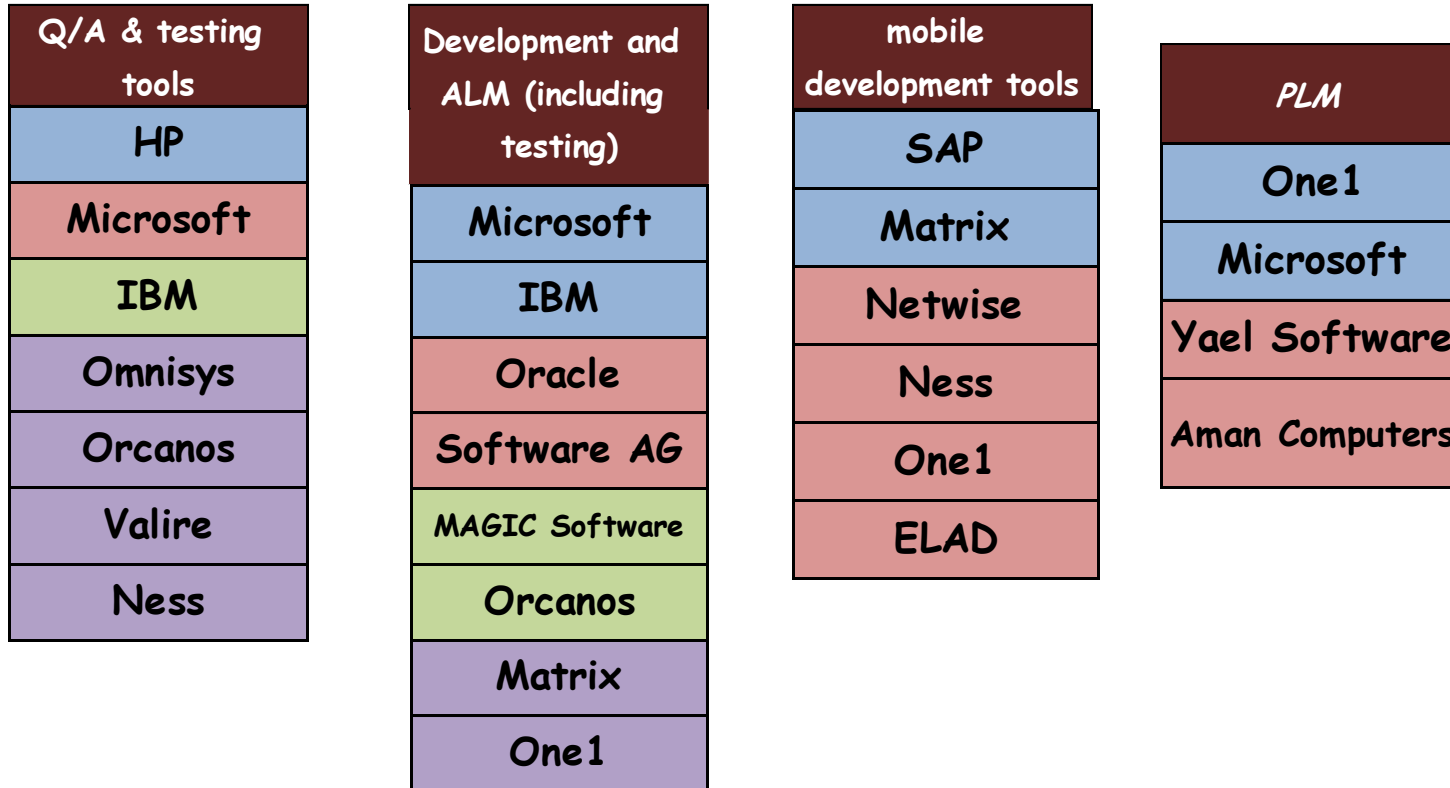 Q/A & testing
tools
HP
Microsoft
IBM
Omnisys
Orcanos
Valire
Ness
Development and
ALM (including
testing)
Microsoft
IBM
Oracle
Software AG
MAGIC Software
Orcanos
Matrix
One1
mobile
development tools
SAP
Matrix
Netwise
Ness
One1
ELAD
PLM
One1
Microsoft
Yael Software
Aman Computers